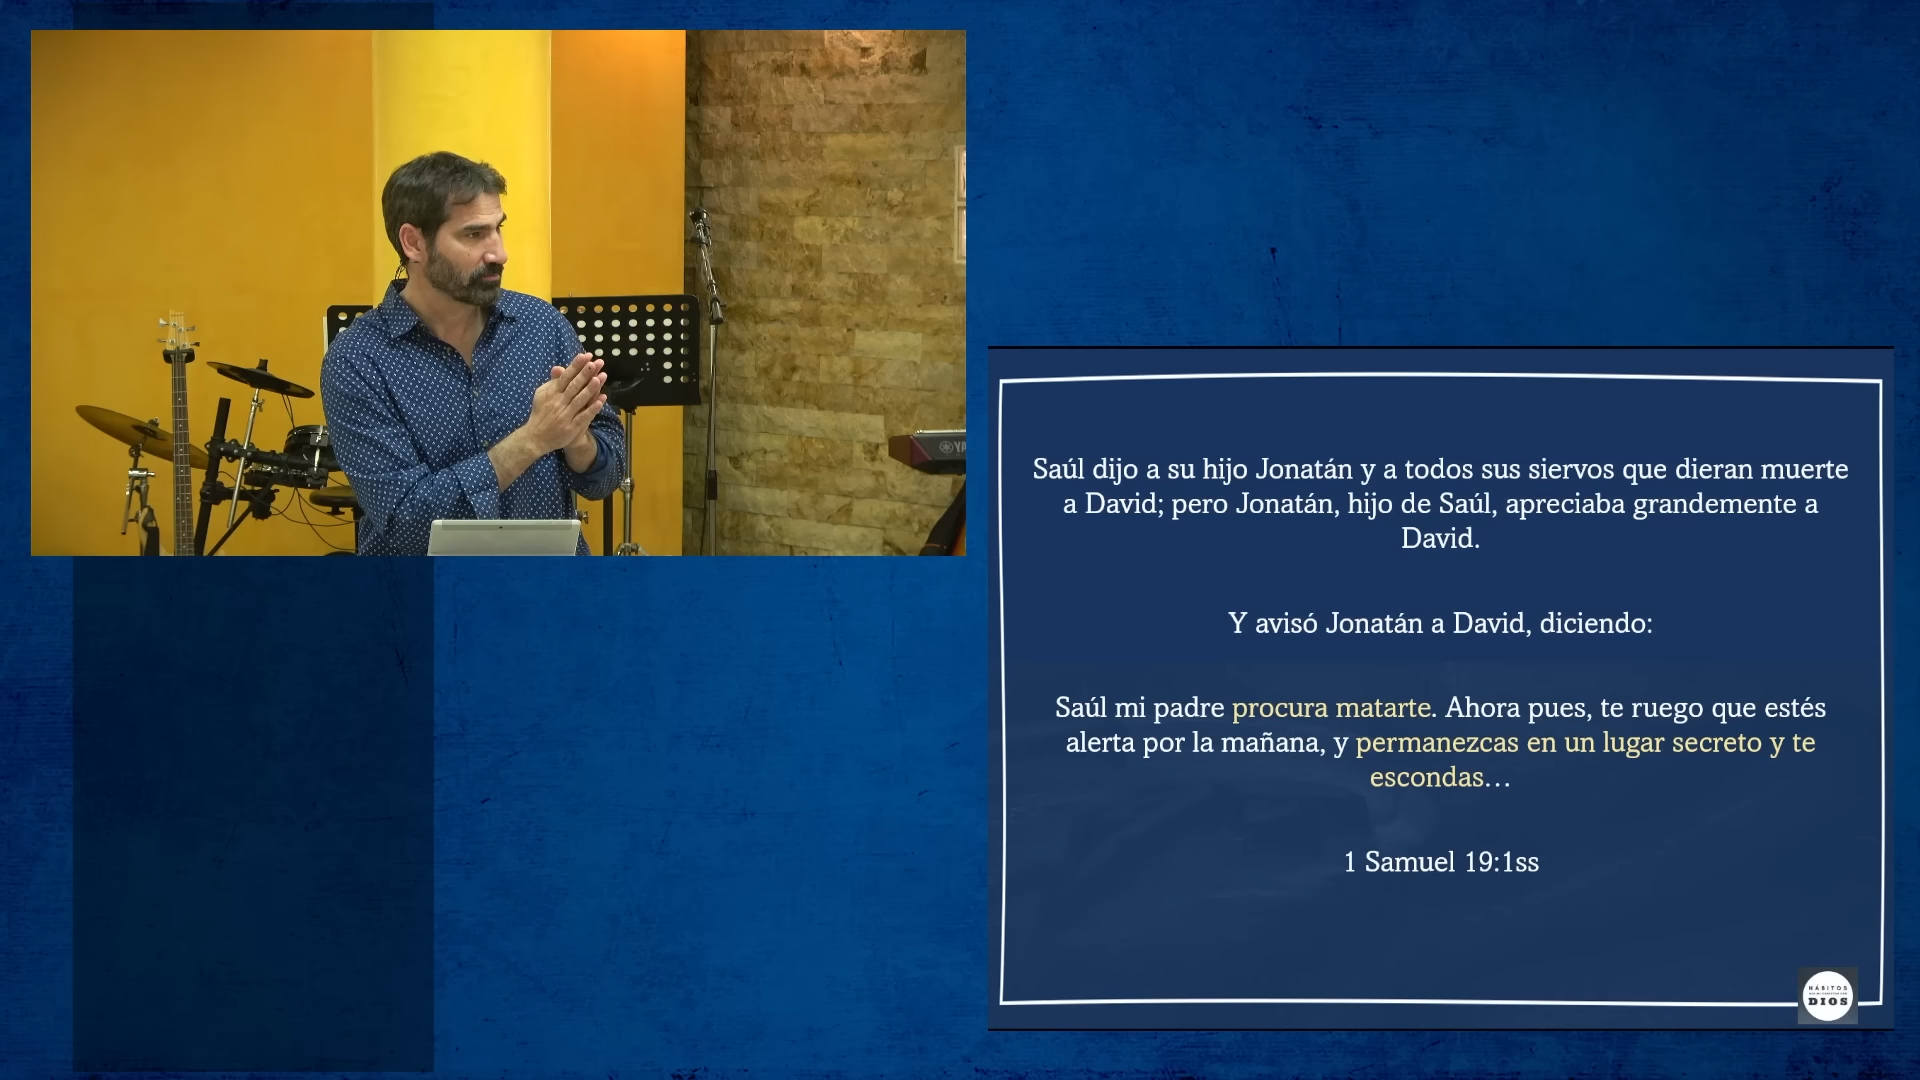 Saúl dijo a su hijo Jonatán y a todos sus siervos que dieran muerte
a David; pero Jonatán, hijo de Saúl, apreciaba grandemente a
David.
Y avisó Jonatán a David, diciendo:
Saúl mi padre procura matarte. Ahora pues, te ruego que estés
alerta por la mañana, y permanezcas en un lugar secreto y te
escondas...
1 Samuel 19:1ss
HÁBITOS
DIOS
YA